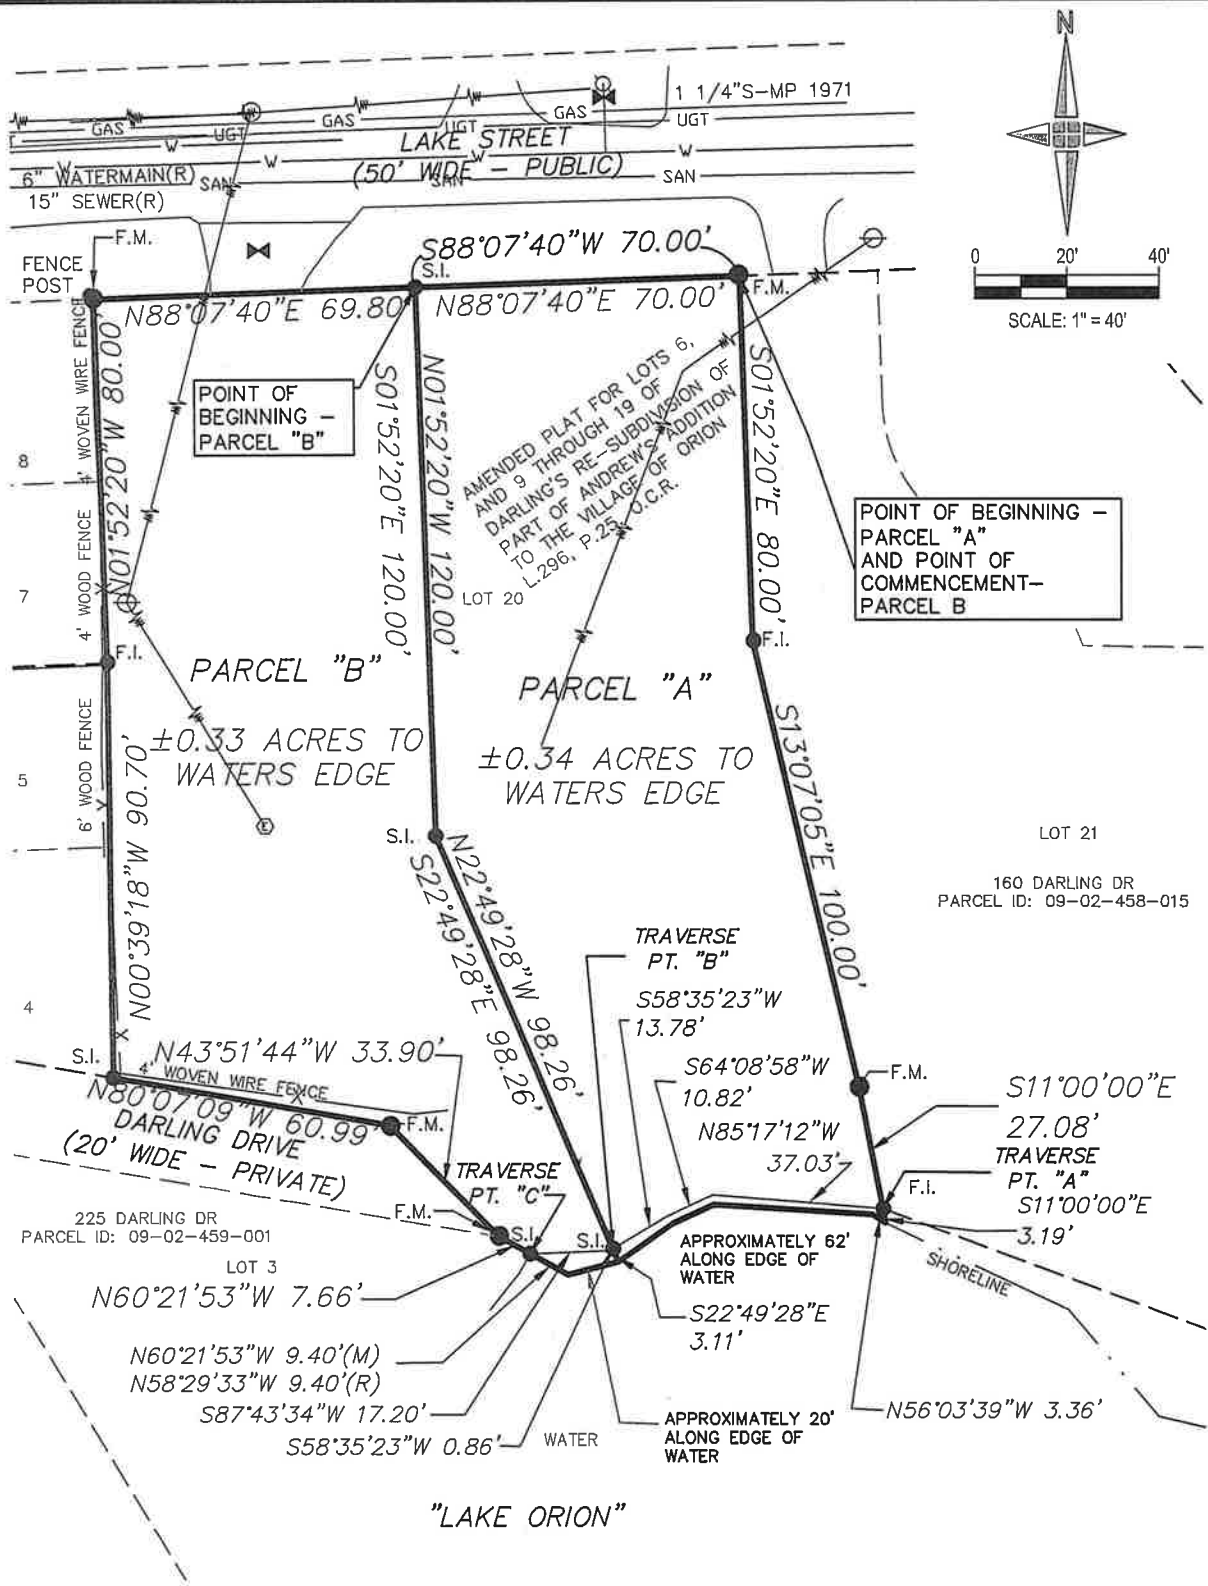 N
1 1/4"S-MP 1971
GAS
UGT
GAS
UGT
GAS
UGT
LAKE STREET
(50' WIDE - PUBLIC)
W
W
W
W
W
6" WATERMAIN(R)
SAN
SAN
SAN
15" SEWER(R)
0 20' 40'
SCALE: 1" = 40'
F.M.
FENCE
POST
S88°07'40"W 70.00'
S.I.
F.M.
N88°07'40"E 69.80'
N88°07'40"E 70.00'
4' WOVEN WIRE FENCE
N01°52'20"W 80.00'
POINT OF
BEGINNING -
PARCEL "B"
S01°52'20"E 120.00'
N01°52'20"W 120.00'
AMENDED PLAT FOR LOTS 6,
AND 9 THROUGH 19 OF
DARLING'S RE-SUBDIVISION OF
PART OF ANDREW'S ADDITION
TO THE VILLAGE OF ORION
L.296, P.25, O.C.R.
S01°52'20"E 80.00'
POINT OF BEGINNING -
PARCEL "A"
AND POINT OF
COMMENCEMENT-
PARCEL B
8
7
4' WOOD FENCE
LOT 20
F.I.
F.I.
PARCEL "B"
PARCEL "A"
±0.33 ACRES TO
WATERS EDGE
±0.34 ACRES TO
WATERS EDGE
5
6' WOOD FENCE
N00°39'18"W 90.70'
E
S.I.
S13°07'05"E 100.00'
LOT 21
160 DARLING DR
PARCEL ID: 09-02-458-015
N22°49'28"W 98.26'
S22°49'28"E 98.26'
TRAVERSE
PT. "B"
S58°35'23"W
13.78'
4
S.I.
N43°51'44"W 33.90'
4' WOVEN WIRE FENCE
N80°07'09"W 60.99'
F.M.
DARLING DRIVE
(20' WIDE - PRIVATE)
S64°08'58"W
10.82'
N85°17'12"W
37.03'
F.M.
S11°00'00"E
27.08'
TRAVERSE
PT. "A"
F.I.
S11°00'00"E
3.19'
TRAVERSE
PT. "C"
F.M.
S.I.
S.I.
225 DARLING DR
PARCEL ID: 09-02-459-001
LOT 3
APPROXIMATELY 62'
ALONG EDGE OF
WATER
SHORELINE
N60°21'53"W 7.66'
S22°49'28"E
3.11'
N60°21'53"W 9.40'(M)
N58°29'33"W 9.40'(R)
S87°43'34"W 17.20'
S58°35'23"W 0.86'
WATER
APPROXIMATELY 20'
ALONG EDGE OF
WATER
N56°03'39"W 3.36'
"LAKE ORION"